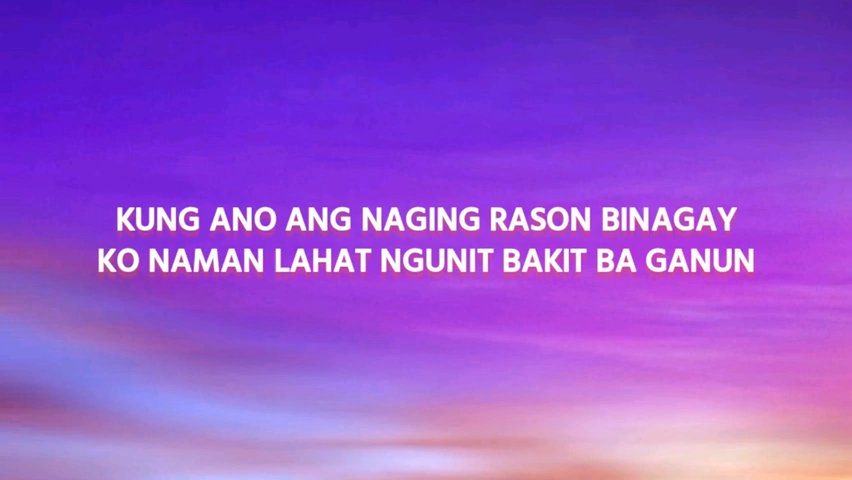 KUNG ANO ANG NAGING RASON BINAGAY
KO NAMAN LAHAT NGUNIT BAKIT BA GANUN